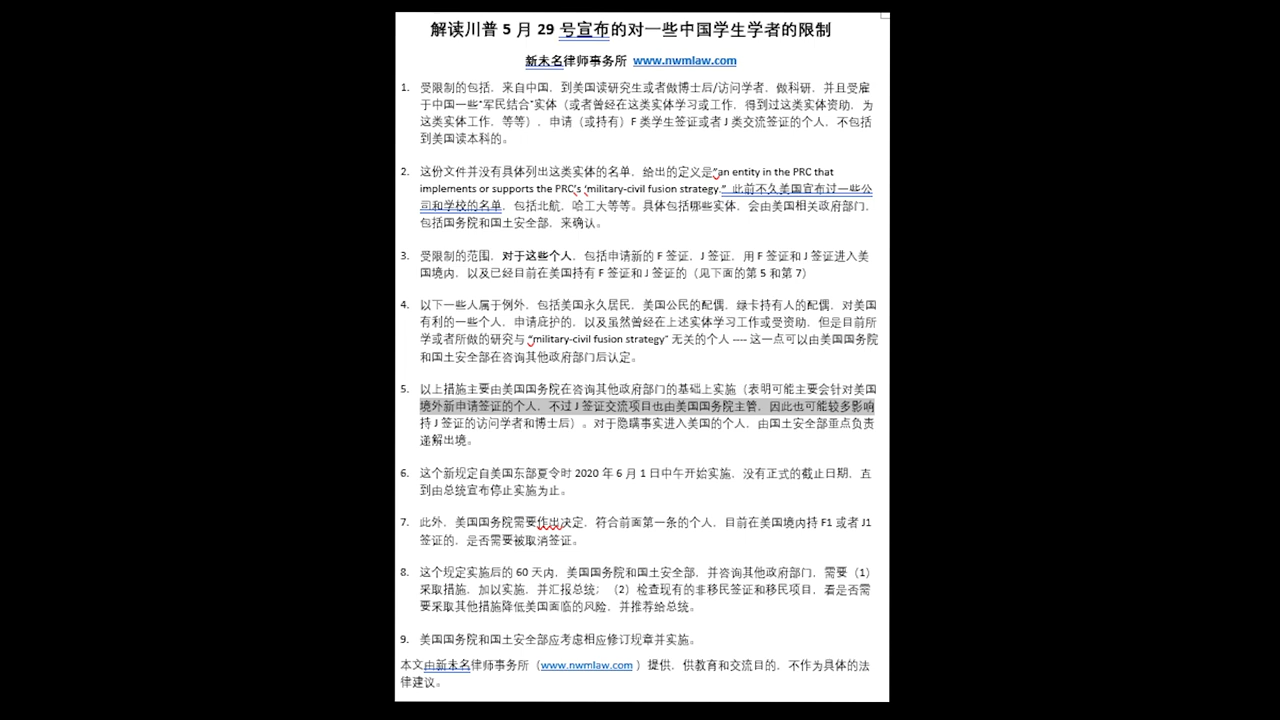 解读川普 5 月 29 号宣布的对一些中国学生学者的限制
新未名律师事务所 www.nwmlaw.com
1. 受限制的包括，来自中国，到美国读研究生或者做博士后/访问学者，做科研，并且受雇
于中国一些"军民结合"实体（或者曾经在这类实体学习或工作，得到过这类实体资助，为
这类实体工作，等等），申请（或持有）F 类学生签证或者 J 类交流签证的个人，不包括
到美国读本科的。
2. 这份文件并没有具体列出这类实体的名单，给出的定义是"an entity in the PRC that
implements or supports the PRC's 'military-civil fusion strategy." 此前不久美国宣布过一些公
司和学校的名单，包括北航，哈工大等等。具体包括哪些实体，会由美国相关政府部门，
包括国务院和国土安全部，来确认。
3. 受限制的范围，对于这些个人，包括申请新的 F 签证，J 签证，用 F 签证和 J 签证进入美
国境内，以及已经目前在美国持有 F 签证和 J 签证的（见下面的第 5 和第 7）
4. 以下一些人属于例外，包括美国永久居民，美国公民的配偶，绿卡持有人的配偶，对美国
有利的一些个人，申请庇护的，以及虽然曾经在上述实体学习工作或受资助，但是目前所
学或者所做的研究与 "military-civil fusion strategy" 无关的个人 ---- 这一点可以由美国国务院
和国土安全部在咨询其他政府部门后认定。
5. 以上措施主要由美国国务院在咨询其他政府部门的基础上实施（表明可能主要会针对美国
境外新申请签证的个人，不过 J 签证交流项目也由美国国务院主管，因此也可能较多影响
持 J 签证的访问学者和博士后）。对于隐瞒事实进入美国的个人，由国土安全部重点负责
递解出境。
6. 这个新规定自美国东部夏令时 2020 年 6 月 1 日中午开始实施，没有正式的截止日期，直
到由总统宣布停止实施为止。
7. 此外，美国国务院需要作出决定，符合前面第一条的个人，目前在美国境内持 F1 或者 J1
签证的，是否需要被取消签证。
8. 这个规定实施后的 60 天内，美国国务院和国土安全部，并咨询其他政府部门，需要（1）
采取措施，加以实施，并汇报总统；（2）检查现有的非移民签证和移民项目，看是否需
要采取其他措施降低美国面临的风险，并推荐给总统。
9. 美国国务院和国土安全部应考虑相应修订规章并实施。
本文由新未名律师事务所（www.nwmlaw.com ）提供，供教育和交流目的，不作为具体的法
律建议。